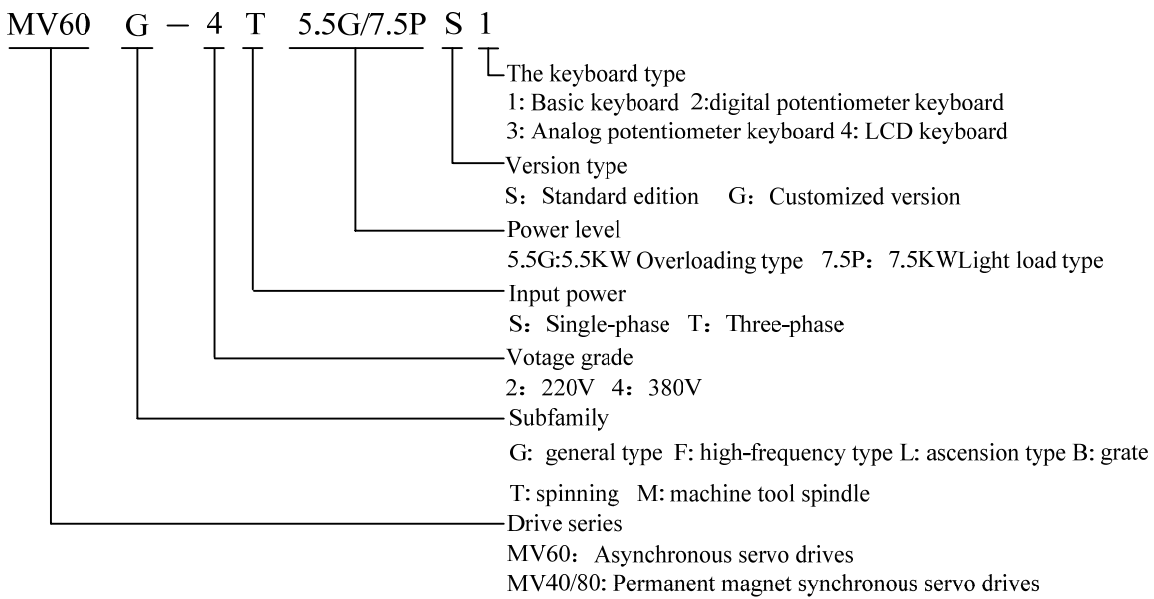 MV60 G - 4 T 5.5G/7.5P S 1
The keyboard type
1: Basic keyboard 2:digital potentiometer keyboard
3: Analog potentiometer keyboard 4: LCD keyboard
Version type
S: Standard edition G: Customized version
Power level
5.5G:5.5KW Overloading type 7.5P: 7.5KWLight load type
Input power
S: Single-phase T: Three-phase
Votage grade
2: 220V 4: 380V
Subfamily
G: general type F: high-frequency type L: ascension type B: grate
T: spinning M: machine tool spindle
Drive series
MV60: Asynchronous servo drives
MV40/80: Permanent magnet synchronous servo drives